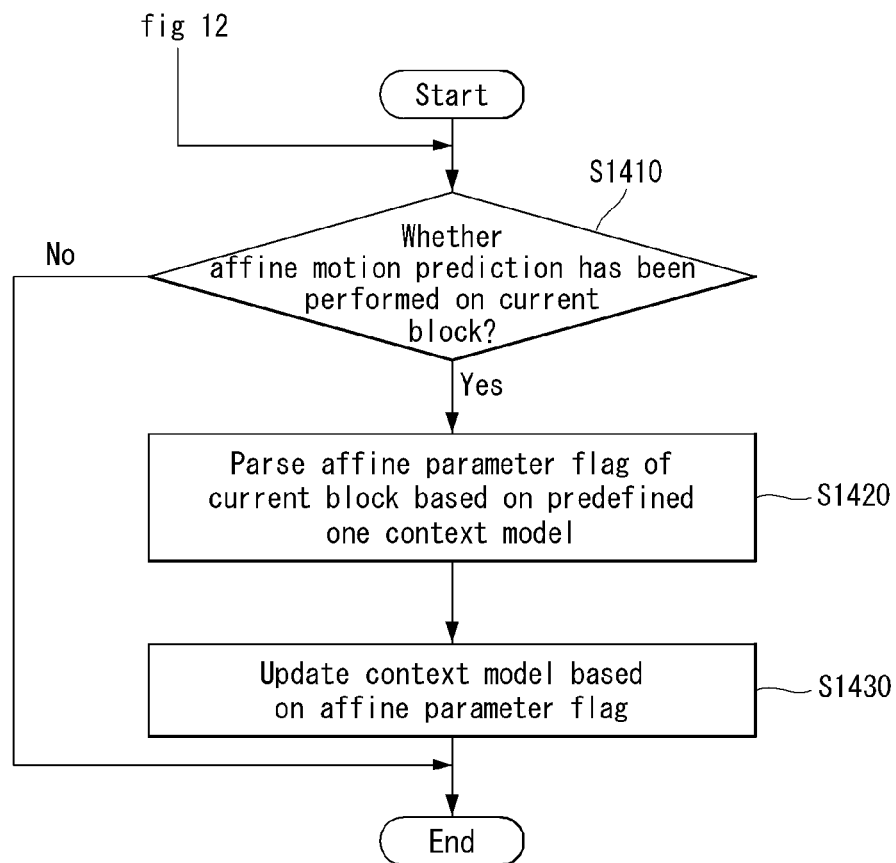 fig 12
Start
S1410
Whether
affine motion prediction has been
performed on current
block?
No
Yes
Parse affine parameter flag of
current block based on predefined
one context model
S1420
Update context model based
on affine parameter flag
S1430
End